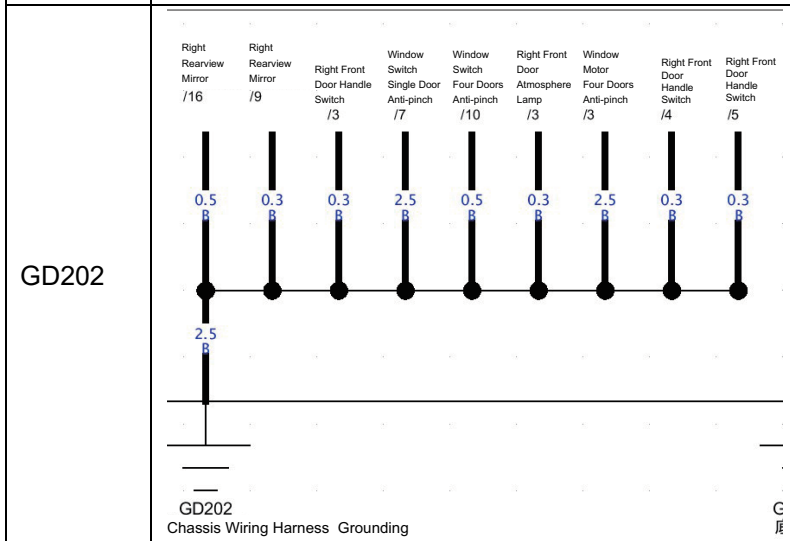 GD202
Right
Rearview
Mirror
/16
Right
Rearview
Mirror
/9
Right Front
Door Handle
Switch
/3
Window
Switch
Single Door
Anti-pinch
/7
Window
Switch
Four Doors
Anti-pinch
/10
Right Front
Door
Atmosphere
Lamp
/3
Window
Motor
Four Doors
Anti-pinch
/3
Right Front
Door
Handle
Switch
/4
Right Front
Door
Handle
Switch
/5
0.5
B
0.3
B
0.3
B
2.5
B
0.5
B
0.3
B
2.5
B
0.3
B
0.3
B
2.5
B
GD202
Chassis Wiring Harness Grounding